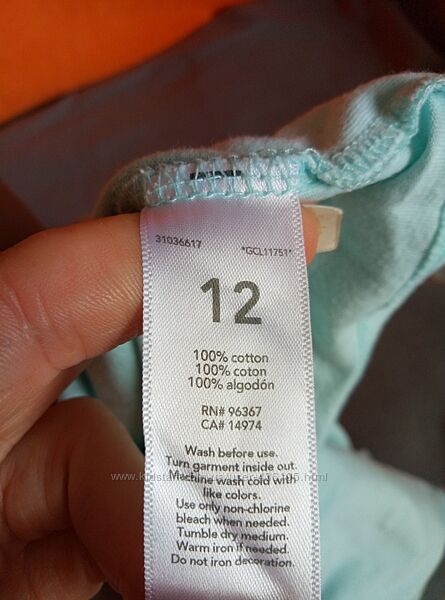 31036617 *GCL11751*
12
100% cotton
100% coton
100% algodón
RN# 96367
CA# 14974
Wash before use.
Turn garment inside out.
Machine wash cold with
like colors.
Use only non-chlorine
bleach when needed.
Tumble dry medium.
Warm iron if needed.
Do not iron decoration.